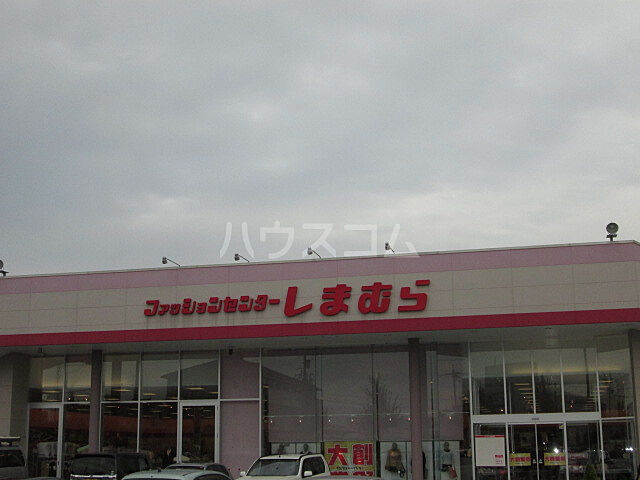 ハウスコム
ファッションセンターしまむら
大創